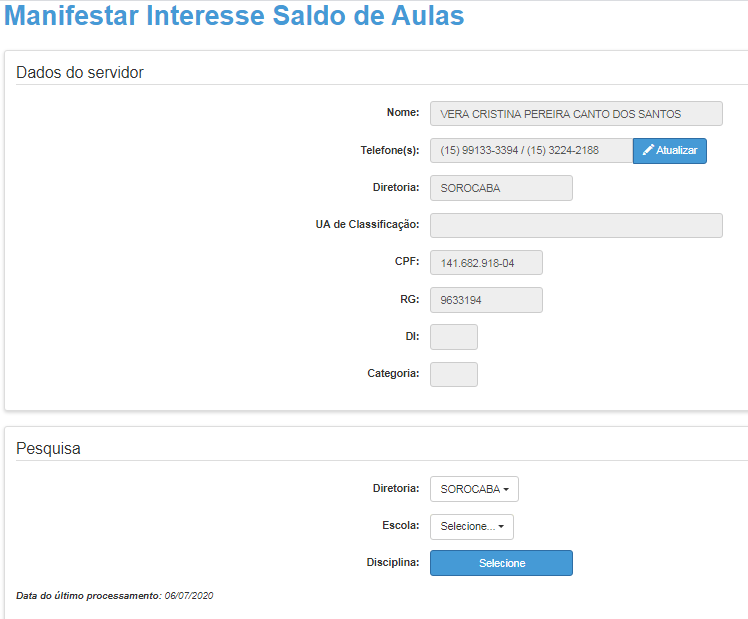 Manifestar Interesse Saldo de Aulas
Dados do servidor
Nome: VERA CRISTINA PEREIRA CANTO DOS SANTOS
Telefone(s): (15) 99133-3394 / (15) 3224-2188 Atualizar
Diretoria: SOROCABA
UA de Classificação:
CPF: 141.682.918-04
RG: 9633194
DI:
Categoria:
Pesquisa
Diretoria: SOROCABA
Escola: Selecione...
Disciplina: Selecione
Data do último processamento: 06/07/2020